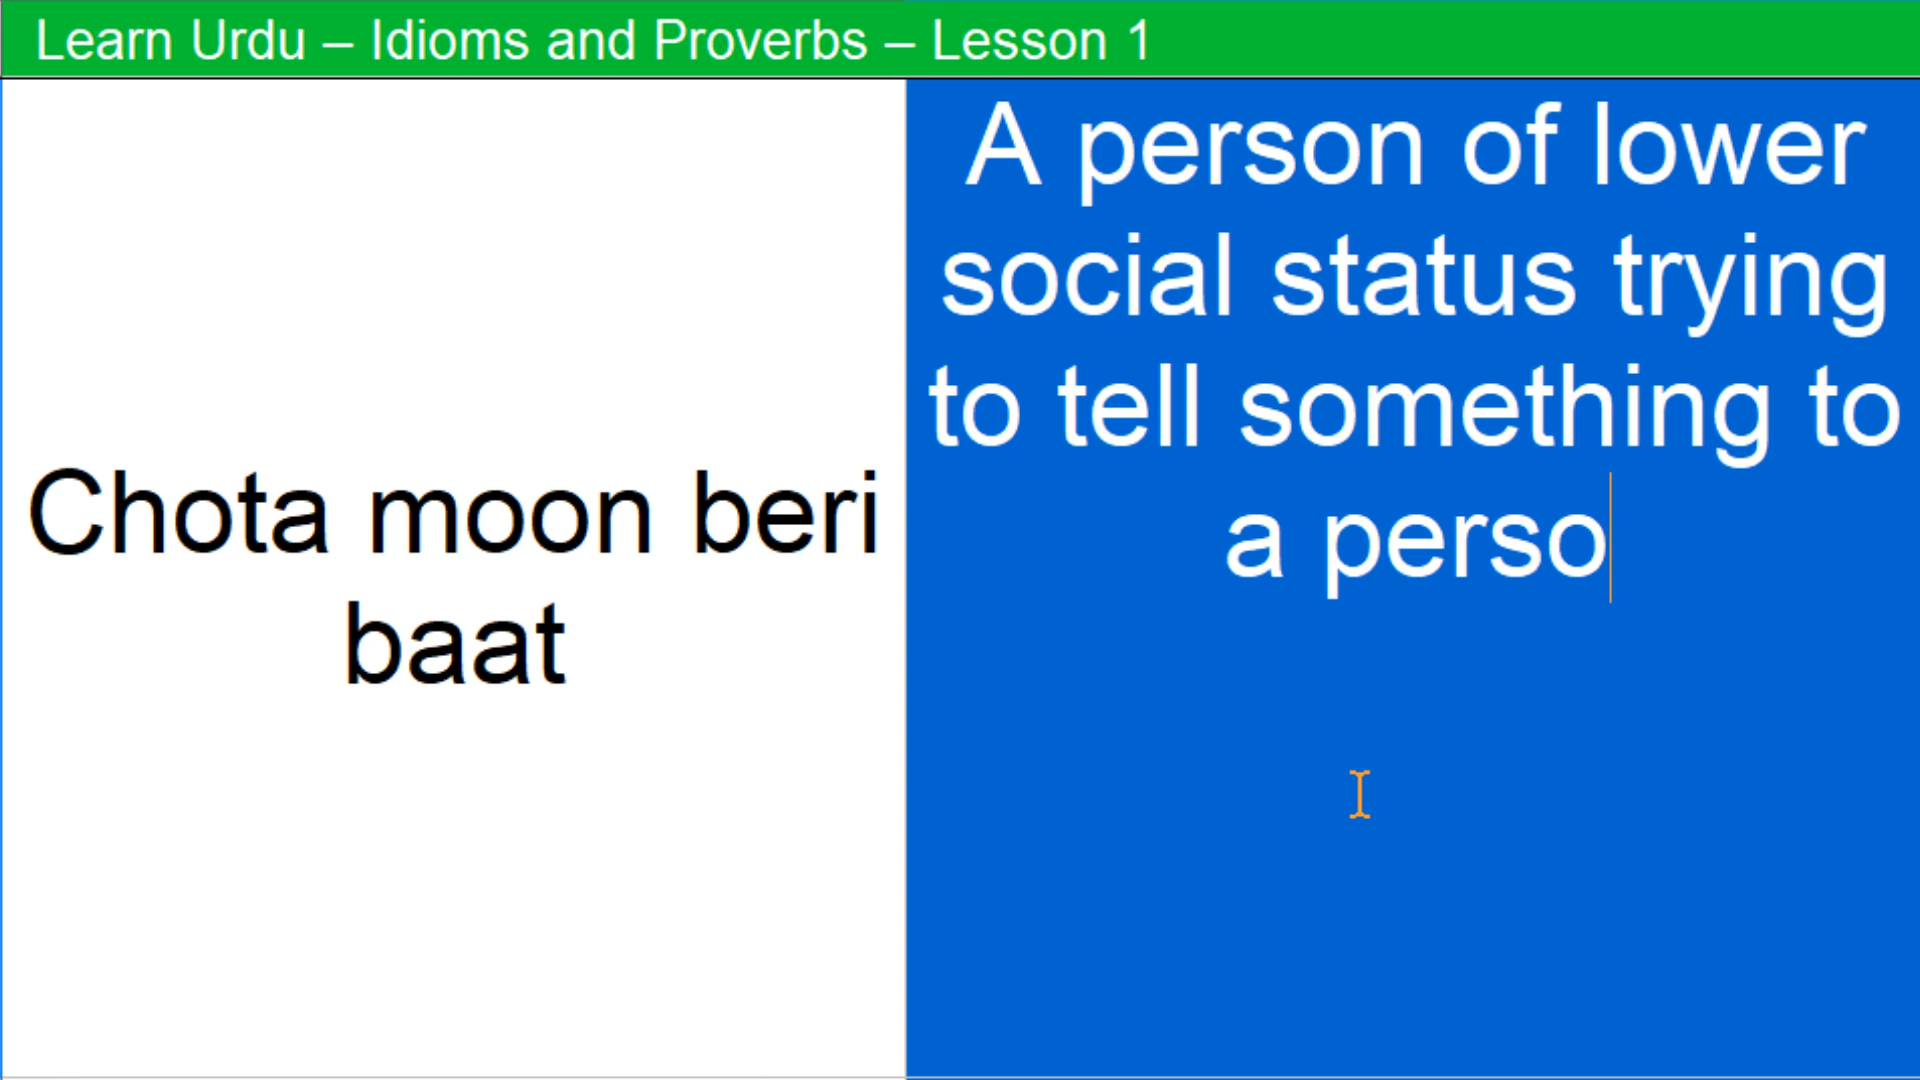 Learn Urdu – Idioms and Proverbs – Lesson 1
Chota moon beri
baat
A person of lower
social status trying
to tell something to
a perso